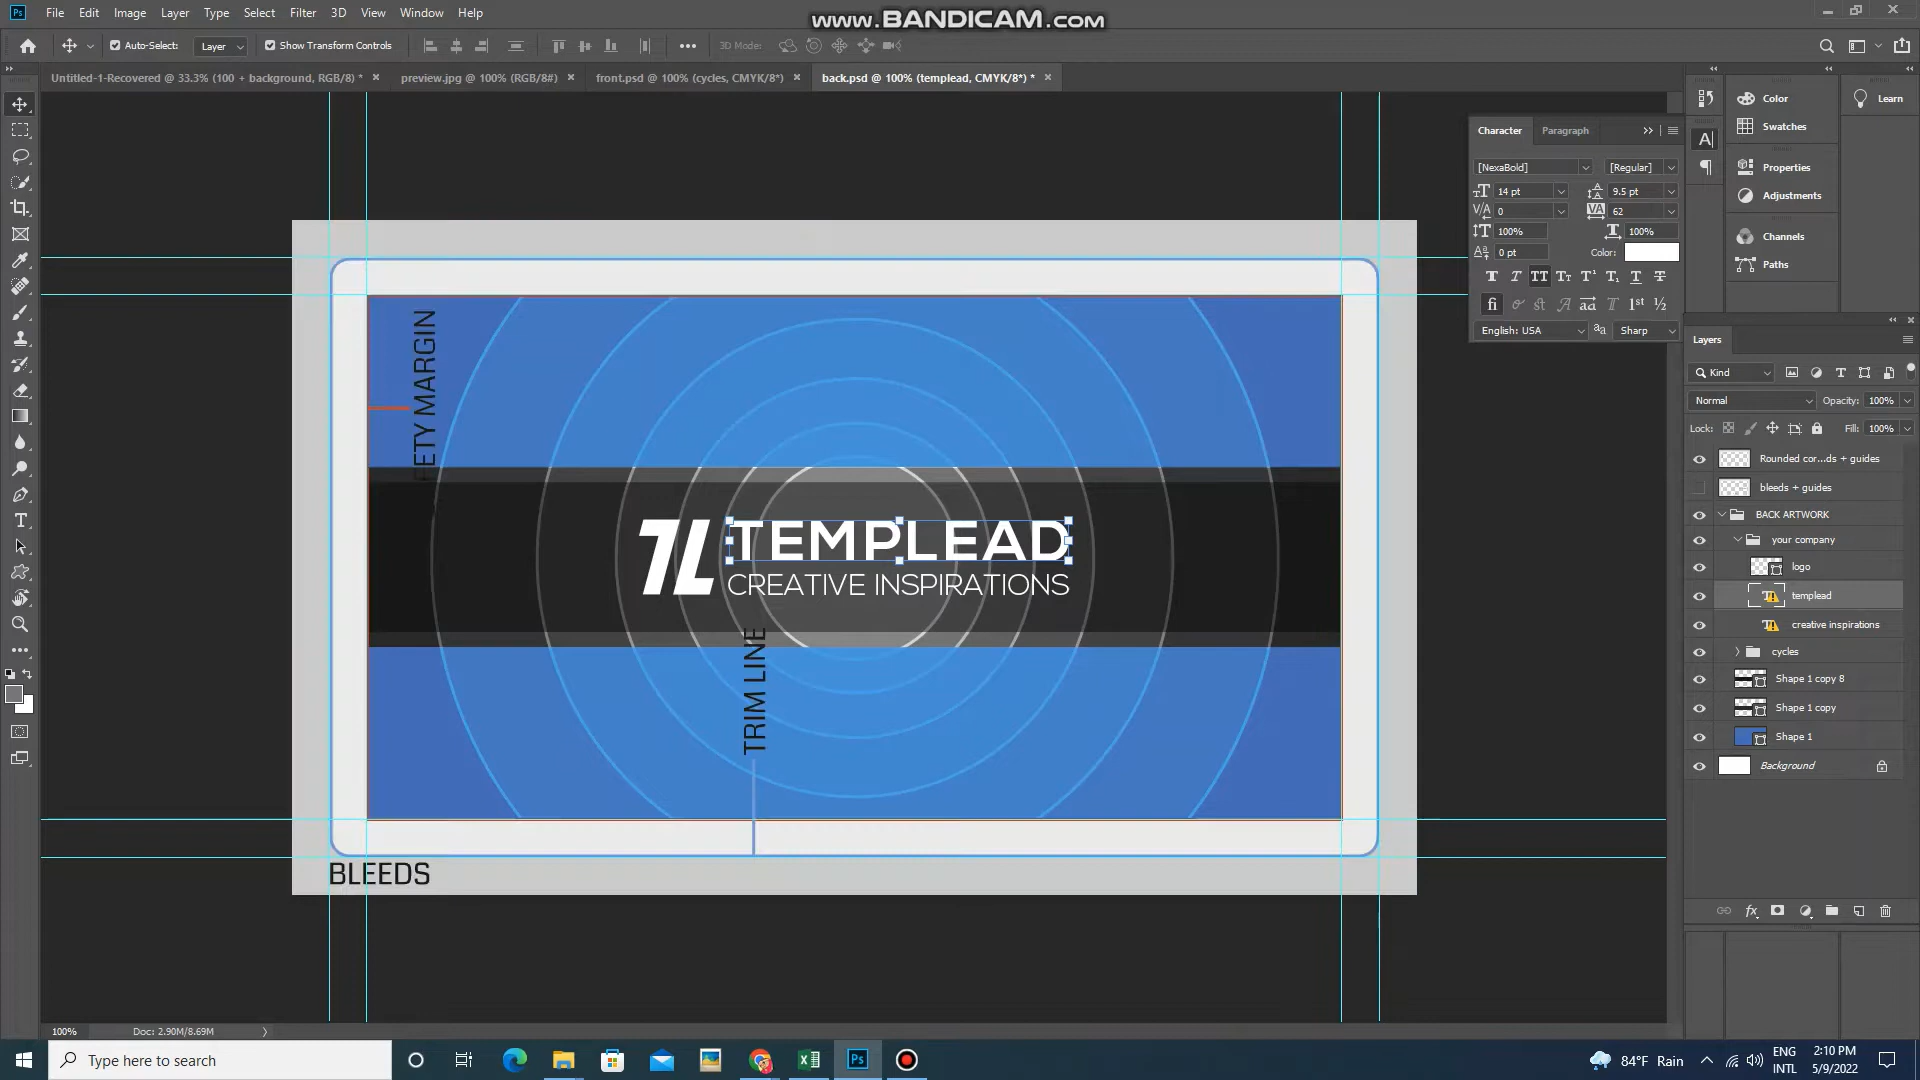 File Edit Image Layer Type Select Filter 3D View Window Help
www.BANDICAM.com
Auto-Select: Layer Show Transform Controls 3D Mode:
Untitled-1-Recovered @ 33.3% (100 + background, RGB/8) * preview.jpg @ 100% (RGB/8#) front.psd @ 100% (cycles, CMYK/8*) back.psd @ 100% (templead, CMYK/8*) *
Character Paragraph
[NexaBold] [Regular]
14 pt 9.5 pt
0 62
100% 100%
0 pt Color:
English: USA Sharp
Color
Swatches
Learn
Properties
Adjustments
Channels
Paths
Layers
Kind
Normal Opacity: 100%
Lock: Fill: 100%
Rounded cor...ds + guides
bleeds + guides
BACK ARTWORK
your company
logo
templead
creative inspirations
cycles
Shape 1 copy 8
Shape 1 copy
Shape 1
Background
FETY MARGIN
TEMPLEAD
CREATIVE INSPIRATIONS
TRIM LINE
BLEEDS
100% Doc: 2.90M/8.69M
Type here to search
84°F Rain
ENG
INTL
2:10 PM
5/9/2022